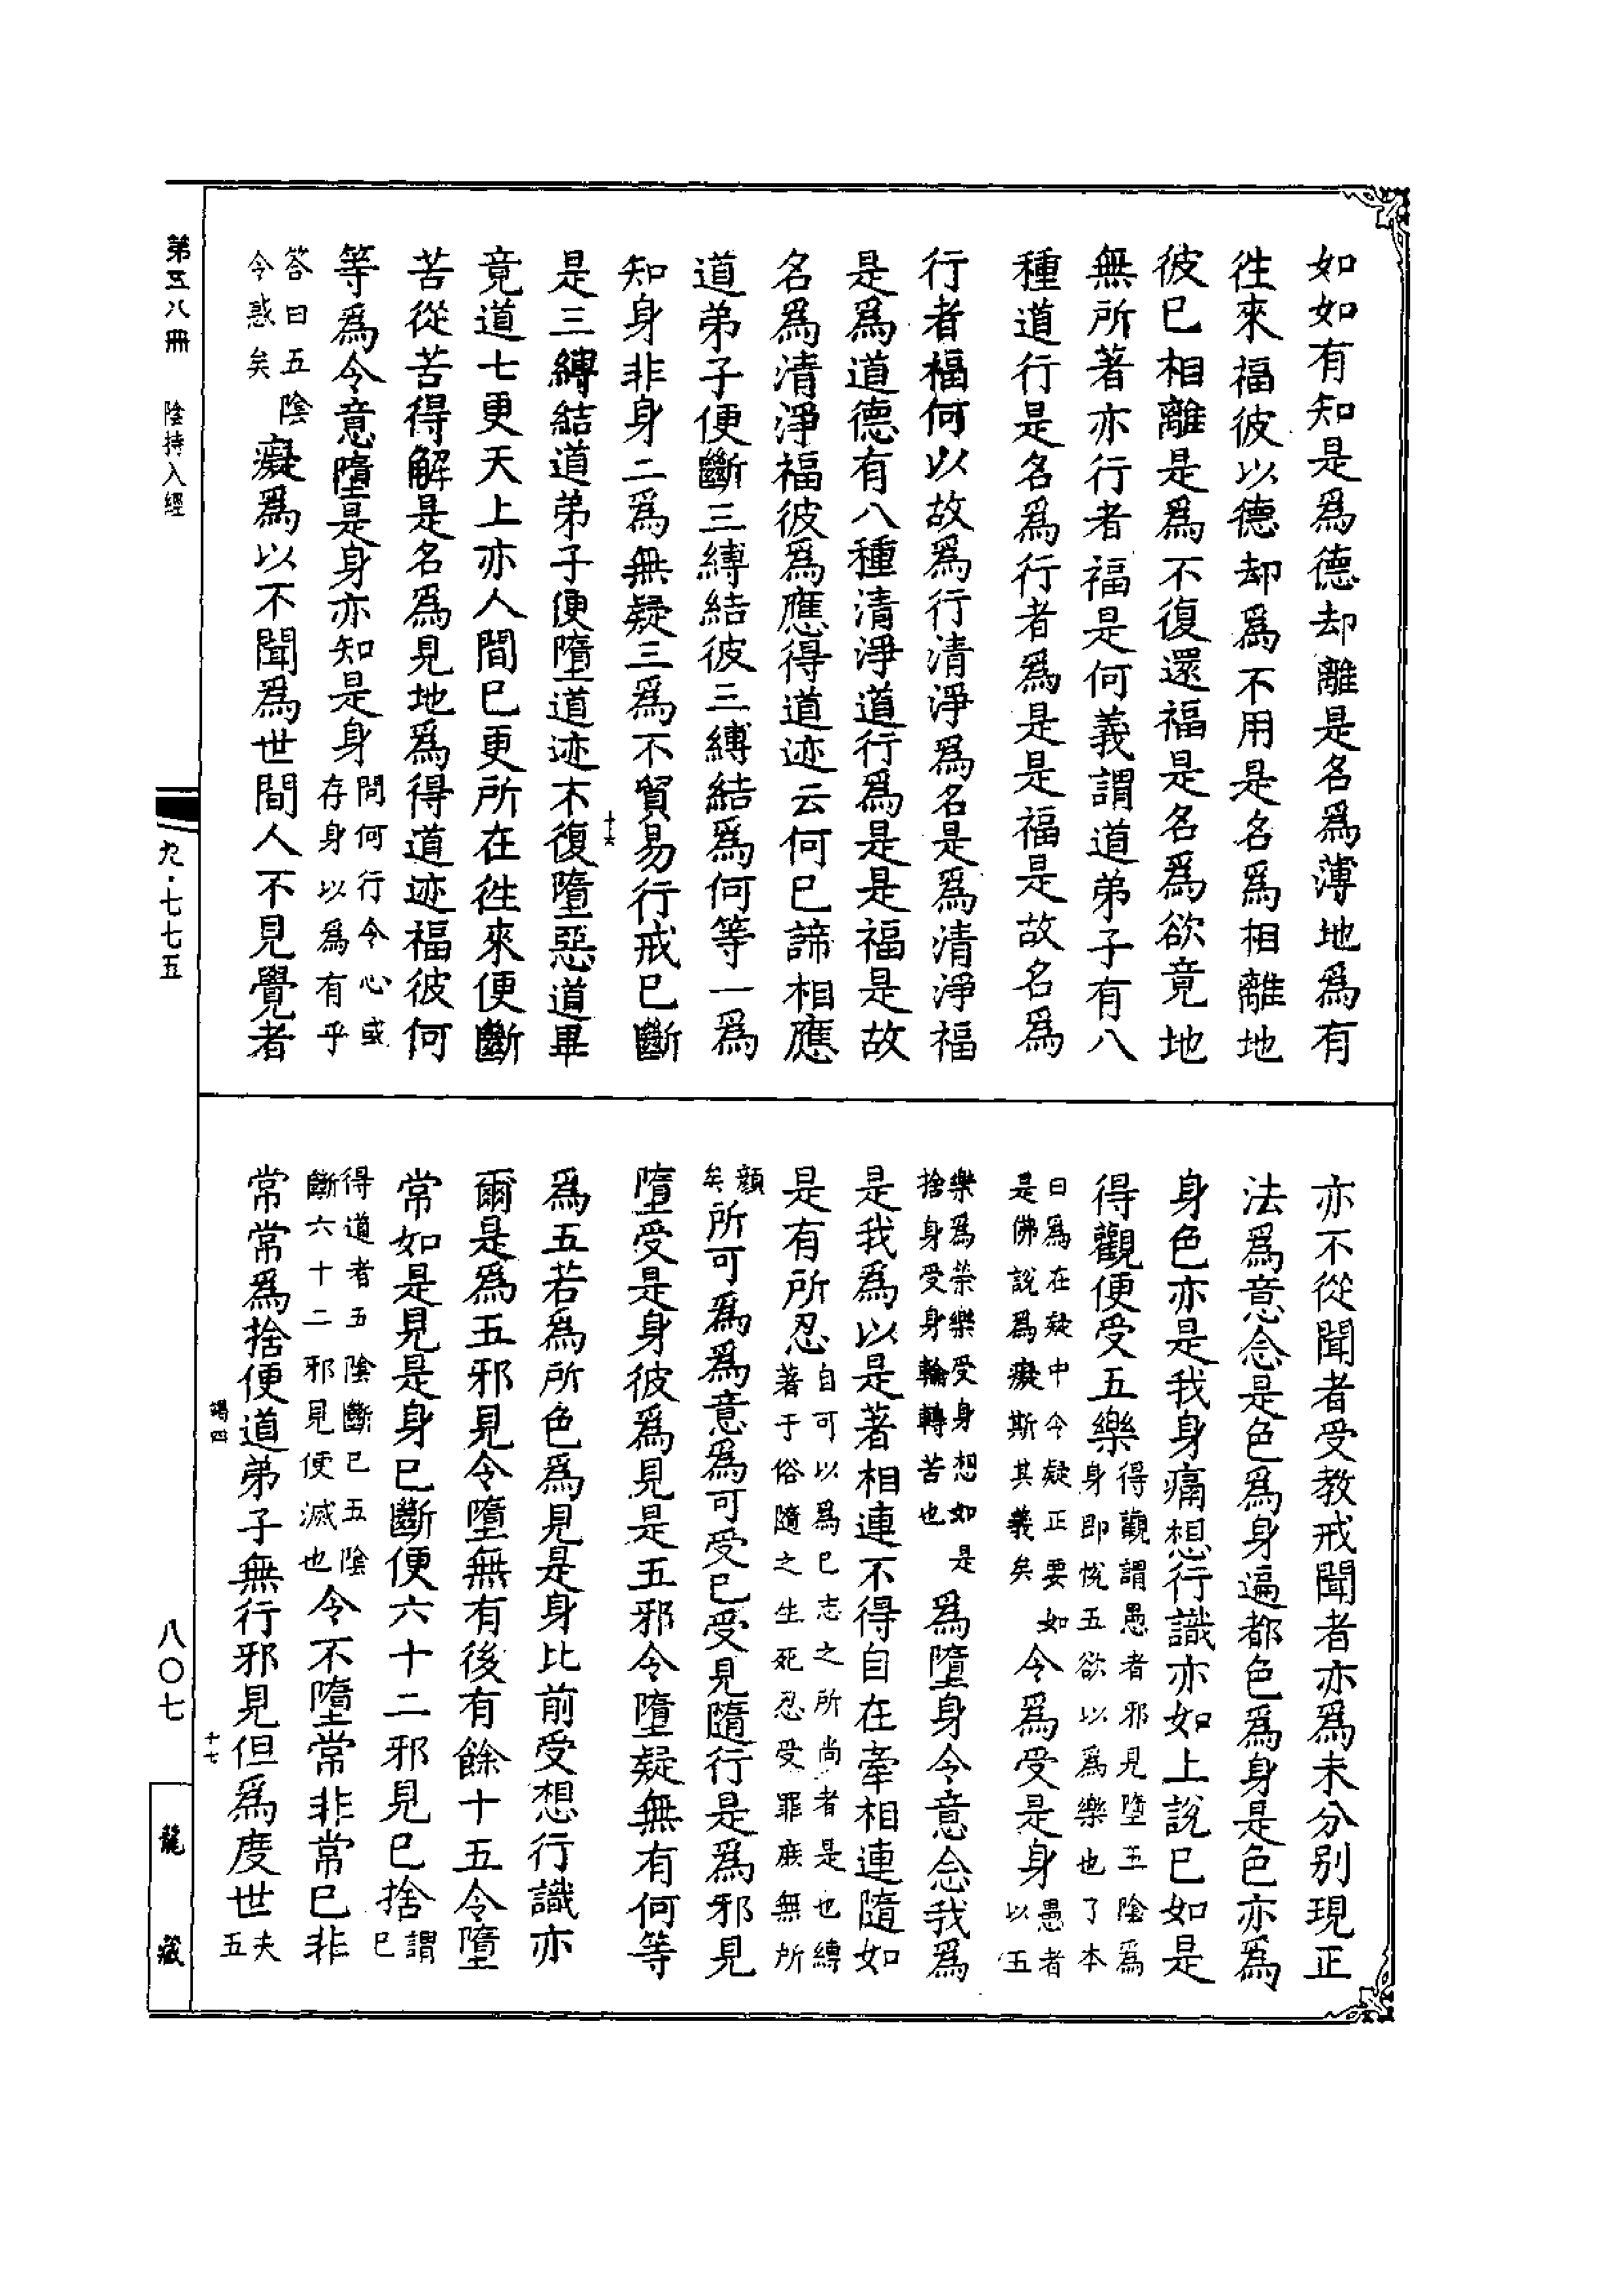 如如有知是爲德却離是名爲薄地爲有
徃來福彼以德却爲不用是名爲相離地
彼已相離是爲不復還福是名爲欲竟地
無所著亦行者福是何義謂道弟子有八
種道行是名爲行者爲是是福是故名爲
行者福何以故爲行清淨爲名是爲清淨福
是爲道德有八種清淨道行爲是是福是故
名爲清淨福彼爲應得道迹云何已諦相應
道弟子便斷三縛結彼三縛結爲何等一爲
知身非身二爲無疑三爲不貿易行戒已斷
是三縛結道弟子便墮道迹不復墮惡道畢
竟道七更天上亦人間已更所在徃來便斷
苦從苦得解是名爲見地爲得道迹福彼何
等爲令意墮是身亦知是身問何行令心或存身以爲有乎
答曰五陰令惑矣癡爲以不聞爲世間人不見覺者
亦不從聞者受教戒聞者亦爲未分别現正
法爲意念是色爲身遍都色爲身是色亦爲
身色亦是我身痛想行識亦如上說已如是
得觀便受五樂得觀謂愚者邪見墮五陰爲身即悅五欲以爲樂也了本
曰爲在疑中令疑正要如是佛說爲癡斯其義矣令爲受是身愚者以五
樂爲榮樂受身想如是捨身受身輪轉苦也爲墮身令意念我爲
是我爲以是著相連不得自在牽相連隨如
是有所忍自可以爲已志之所尚者是也縛著于俗隨之生死忍受罪庶無所
顔矣所可爲爲意爲可受已受見隨行是爲邪見
墮受是身彼爲見是五邪令墮疑無有何等
爲五若爲所色爲見是身比前受想行識亦
爾是爲五邪見令墮無有後有餘十五令墮
常如是見是身已斷便六十二邪見已捨謂已
得道者五陰斷已五陰斷六十二邪見便滅也令不墮常非常已非
常常爲捨便道弟子無行邪見但爲度世夫五
第五八冊 陰持入經
九·七七五
八〇七
龍藏
十六
竭四
十七